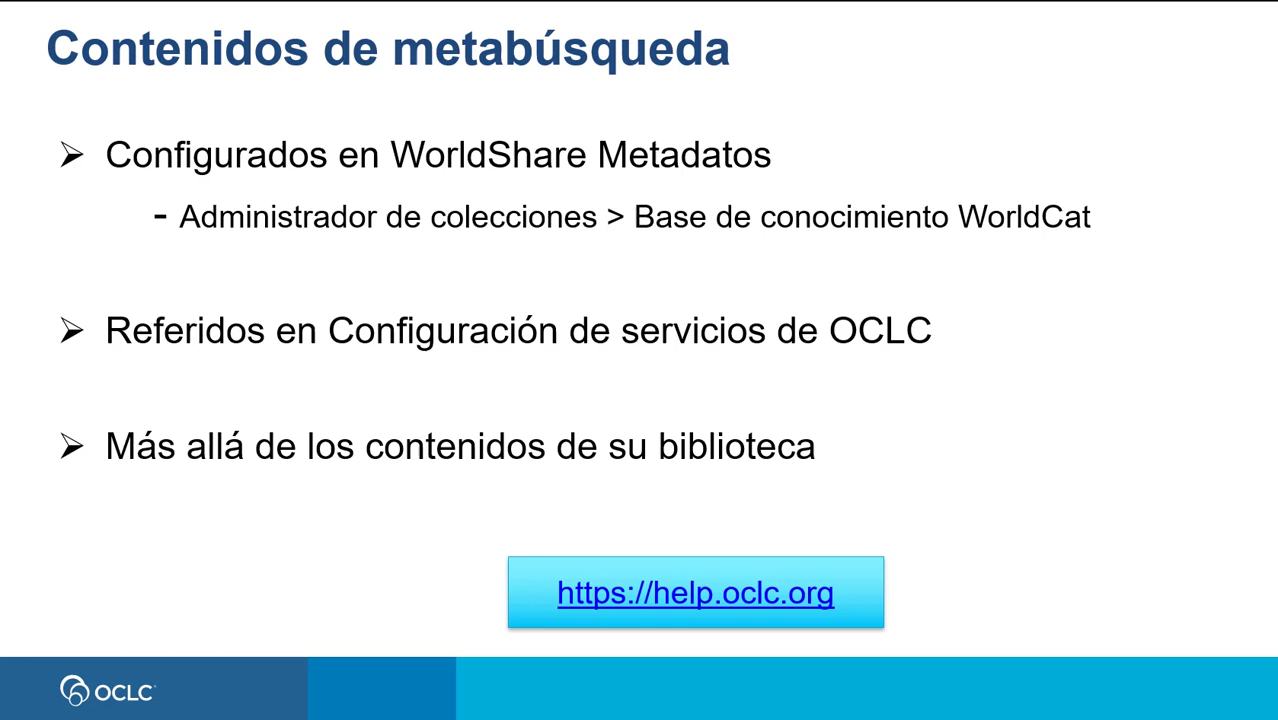 Contenidos de metabúsqueda
➢ Configurados en WorldShare Metadatos
- Administrador de colecciones > Base de conocimiento WorldCat
➢ Referidos en Configuración de servicios de OCLC
➢ Más allá de los contenidos de su biblioteca
https://help.oclc.org
OCLC